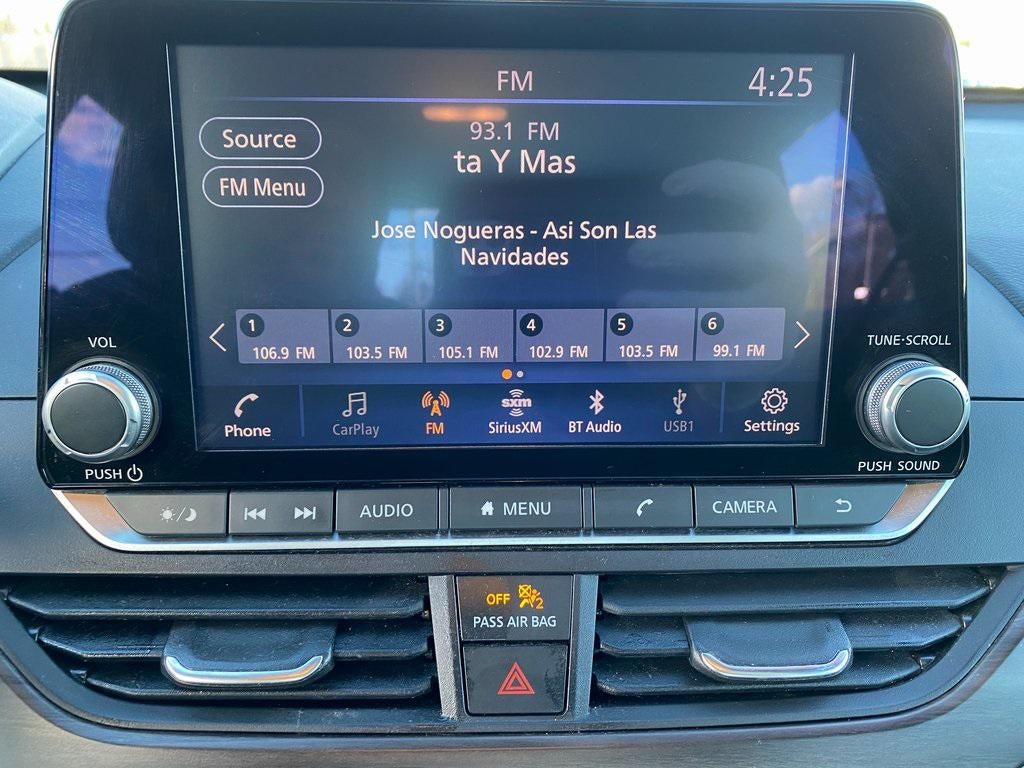 FM
4:25
Source
93.1 FM
ta Y Mas
FM Menu
Jose Nogueras - Asi Son Las
Navidades
1
2
3
4
5
6
106.9 FM
103.5 FM
105.1 FM
102.9 FM
103.5 FM
99.1 FM
VOL
TUNE·SCROLL
Phone
CarPlay
FM
sxm
SiriusXM
BT Audio
USB1
Settings
PUSH
PUSH SOUND
AUDIO
MENU
CAMERA
OFF
2
PASS AIR BAG